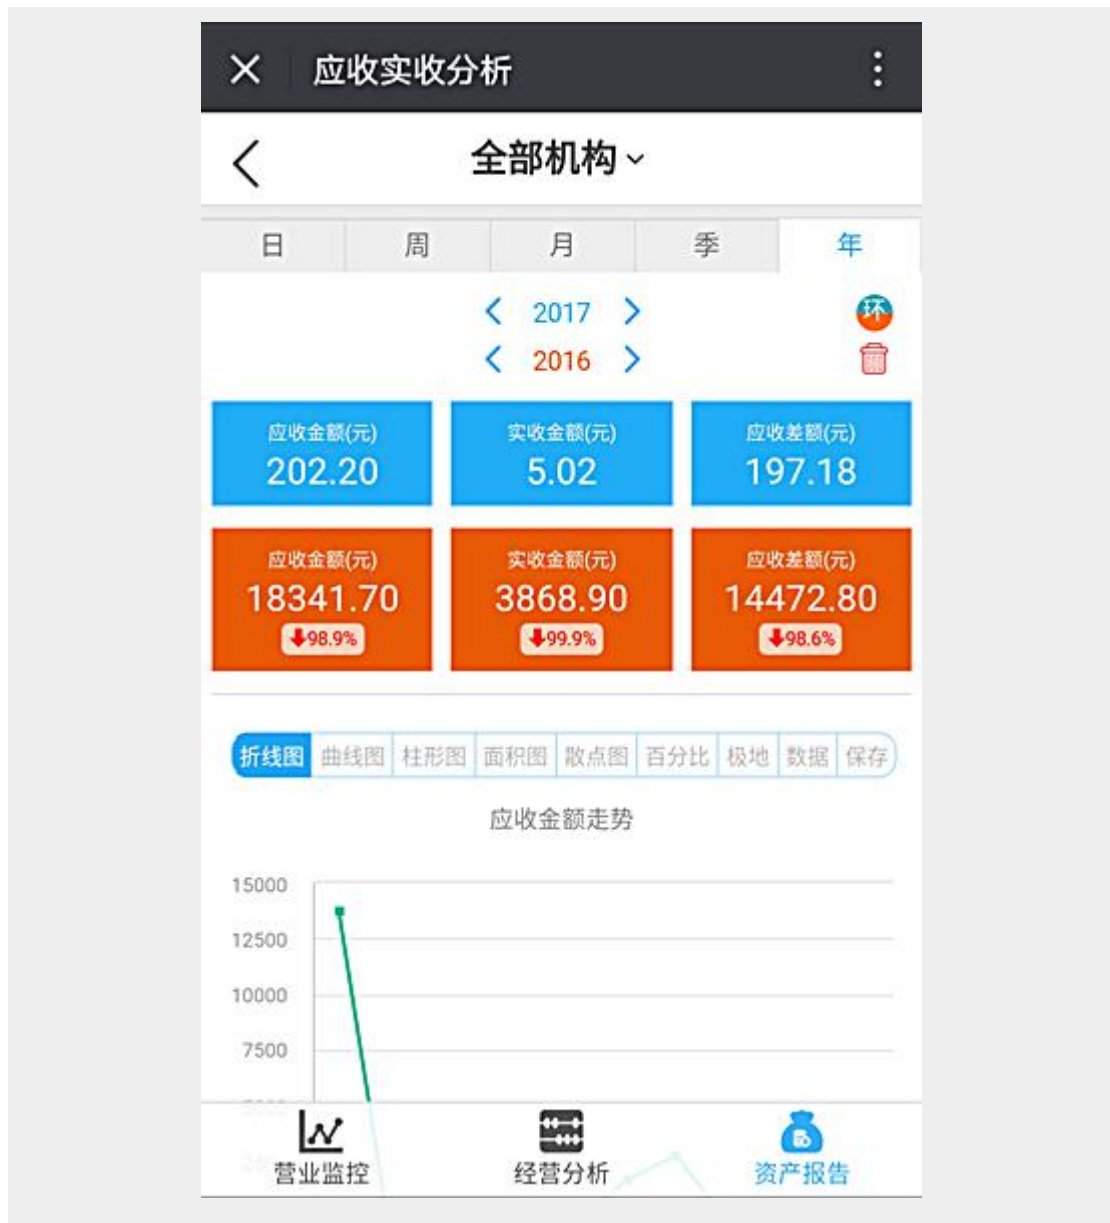 应收实收分析
全部机构
日 周 月 季 年
2017
环
2016
应收金额(元) 实收金额(元) 应收差额(元)
202.20 5.02 197.18
应收金额(元) 实收金额(元) 应收差额(元)
18341.70 3868.90 14472.80
98.9% 99.9% 98.6%
折线图 曲线图 柱形图 面积图 散点图 百分比 极地 数据 保存
应收金额走势
15000
12500
10000
7500
营业监控 经营分析 资产报告